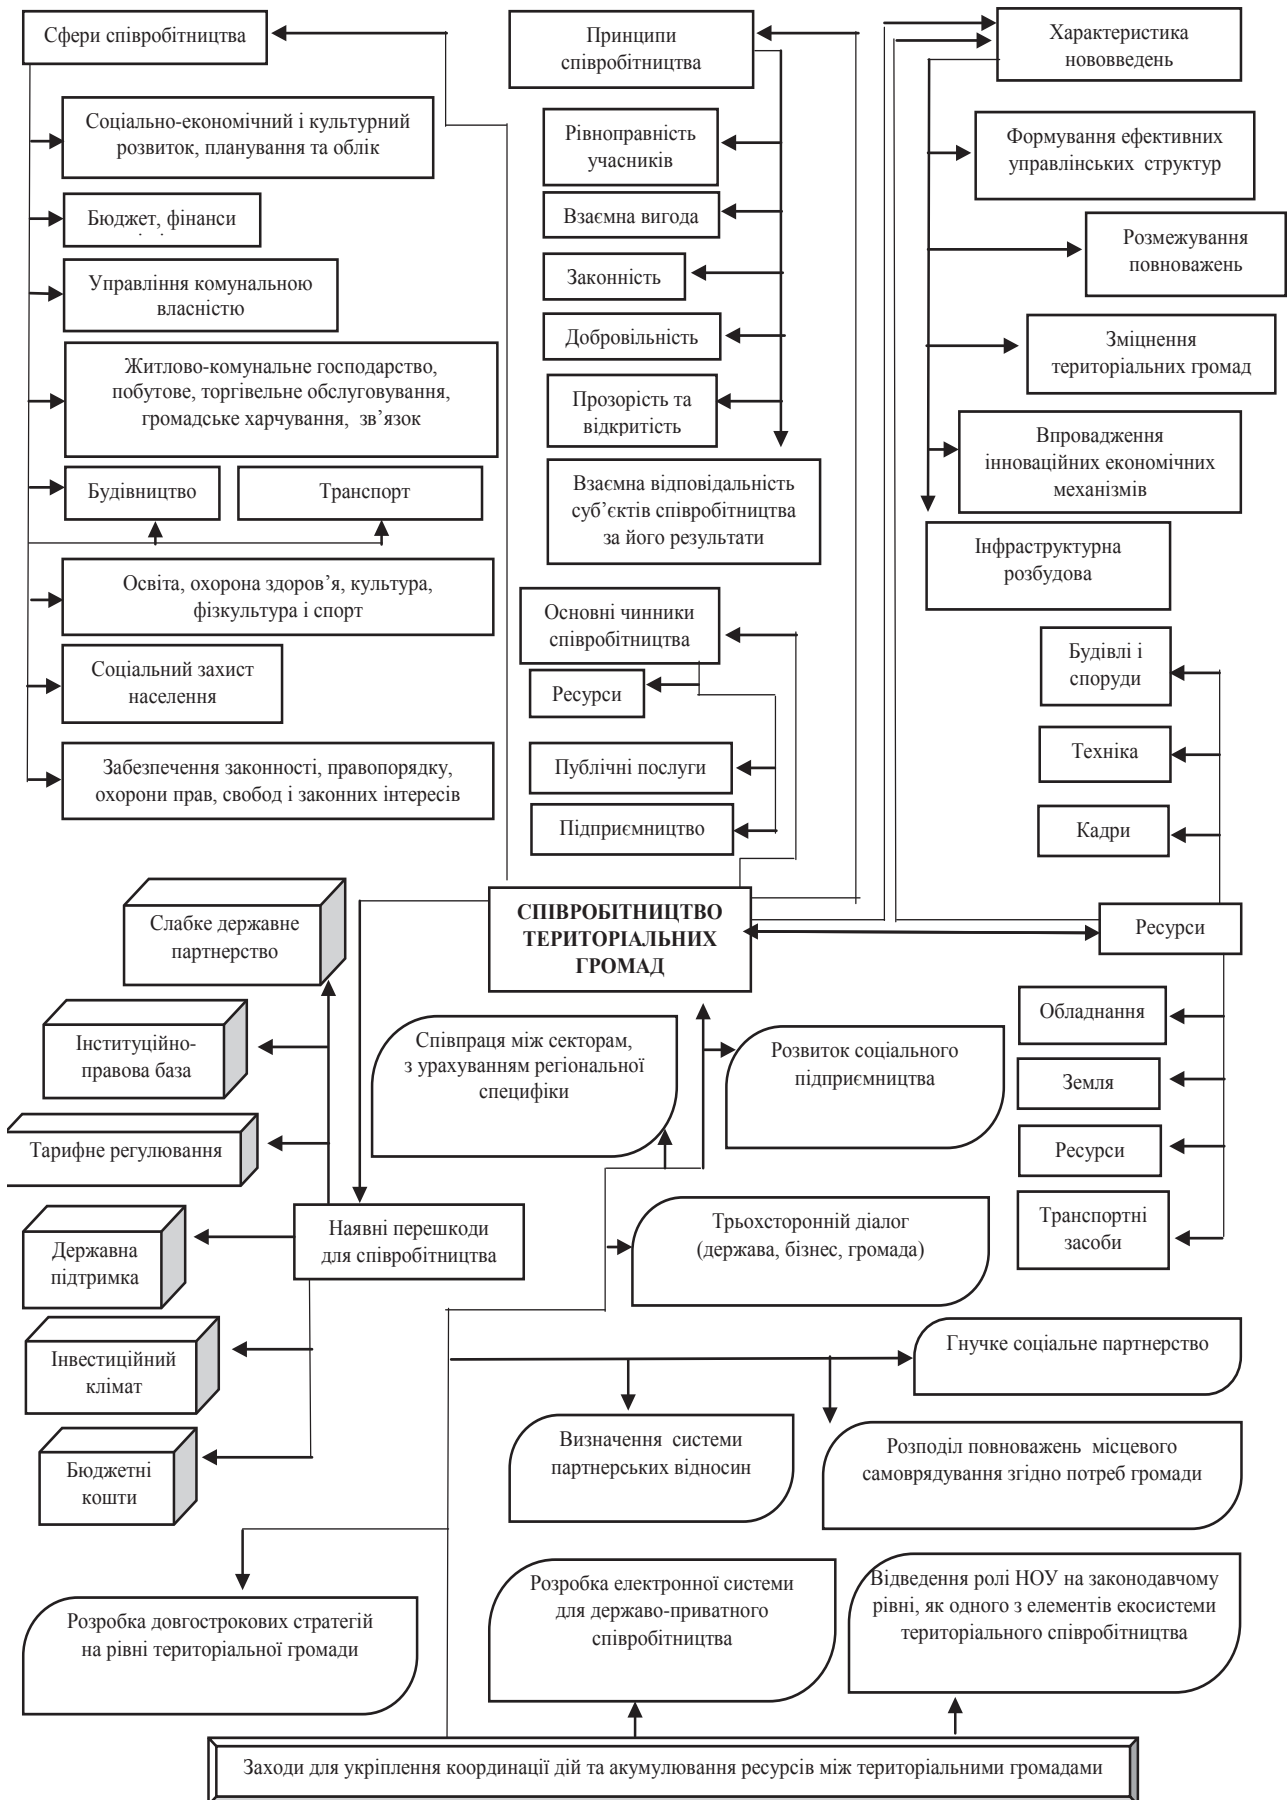 Сфери співробітництва
Соціально-економічний і культурний
розвиток, планування та облік
Бюджет, фінанси
Управління комунальною
власністю
Житлово-комунальне господарство,
побутове, торгівельне обслуговування,
громадське харчування, зв’язок
Будівництво
Транспорт
Освіта, охорона здоров’я, культура,
фізкультура і спорт
Соціальний захист
населення
Забезпечення законності, правопорядку,
охорони прав, свобод і законних інтересів
Принципи
співробітництва
Рівноправність
учасників
Взаємна вигода
Законність
Добровільність
Прозорість та
відкритість
Взаємна відповідальність
суб’єктів співробітництва
за його результати
Основні чинники
співробітництва
Ресурси
Публічні послуги
Підприємництво
Характеристика
нововведень
Формування ефективних
управлінських структур
Розмежування
повноважень
Зміцнення
територіальних громад
Впровадження
інноваційних економічних
механізмів
Інфраструктурна
розбудова
Будівлі і
споруди
Техніка
Кадри
Ресурси
Обладнання
Земля
Ресурси
Транспортні
засоби
СПІВРОБІТНИЦТВО
ТЕРИТОРІАЛЬНИХ
ГРОМАД
Слабке державне
партнерство
Інституційно-
правова база
Тарифне регулювання
Наявні перешкоди
для співробітництва
Державна
підтримка
Інвестиційний
клімат
Бюджетні
кошти
Співпраця між секторам,
з урахуванням регіональної
специфіки
Розвиток соціального
підприємництва
Трьохсторонній діалог
(держава, бізнес, громада)
Гнучке соціальне партнерство
Визначення системи
партнерських відносин
Розподіл повноважень місцевого
самоврядування згідно потреб громади
Розробка довгострокових стратегій
на рівні територіальної громади
Розробка електронної системи
для державо-приватного
співробітництва
Відведення ролі НОУ на законодавчому
рівні, як одного з елементів екосистеми
територіального співробітництва
Заходи для укріплення координації дій та акумулювання ресурсів між територіальними громадами